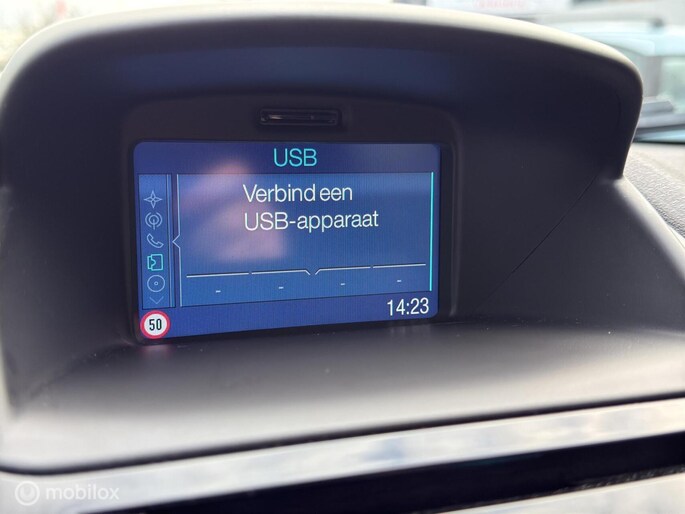 USB
Verbind een
USB-apparaat
- - - -
50
14:23
mobilox